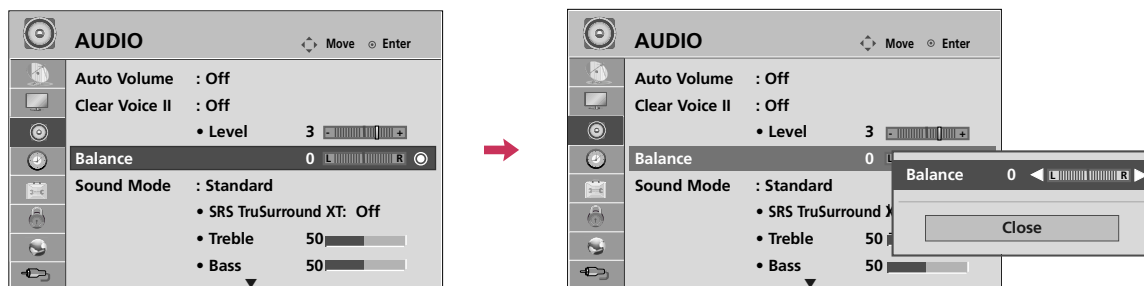 AUDIO Move Enter
Auto Volume : Off
Clear Voice II : Off
• Level 3 - +
Balance 0 L R
Sound Mode : Standard
• SRS TruSurround XT: Off
• Treble 50
• Bass 50
AUDIO Move Enter
Auto Volume : Off
Clear Voice II : Off
• Level 3 - +
Balance 0 L
Sound Mode : Standard
• SRS TruSurround X
• Treble 50
• Bass 50
Balance 0 L R
Close